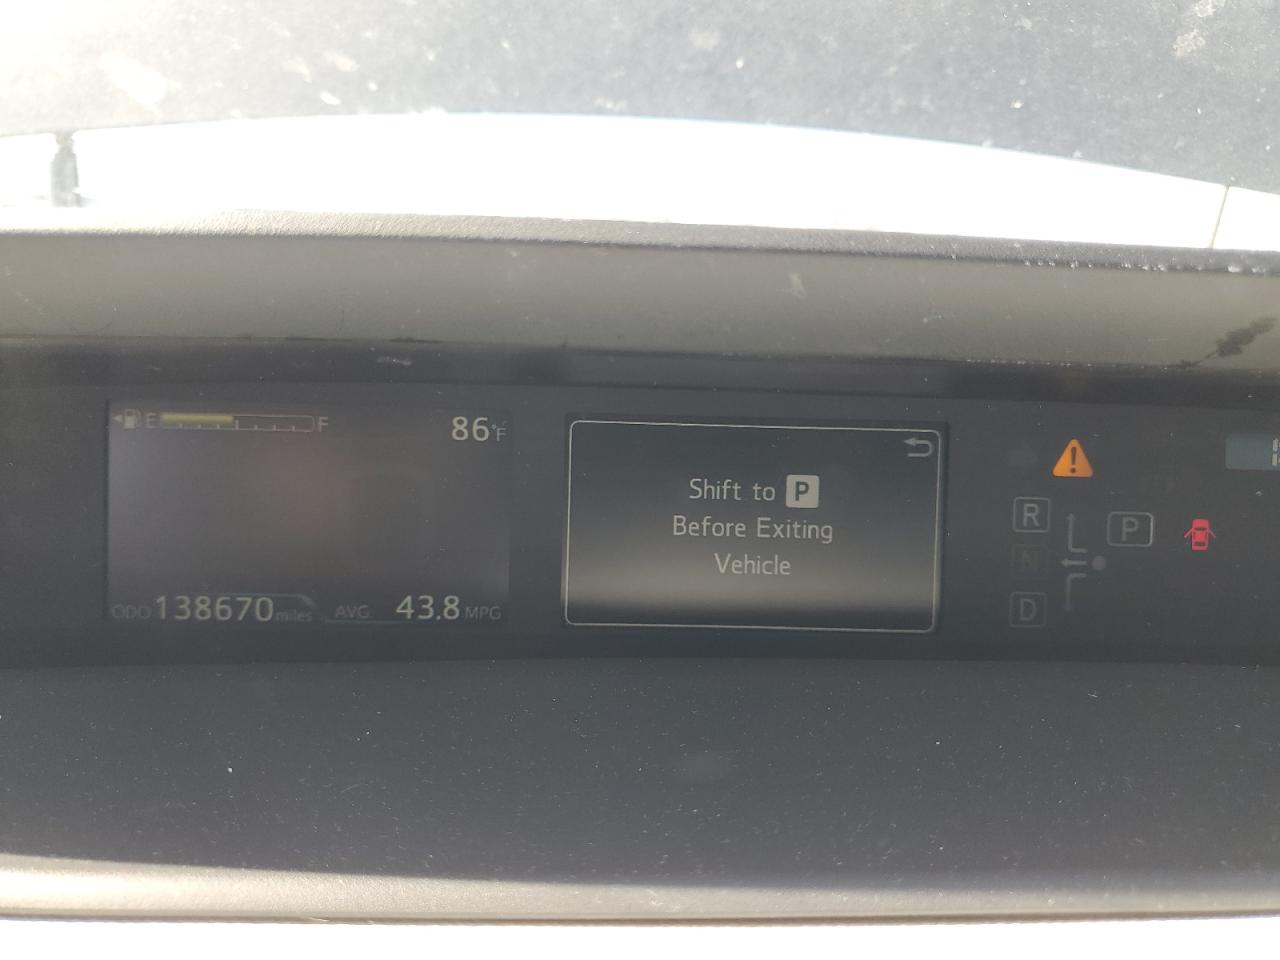 E F 86°F
ODO 138670 miles AVG. 43.8 MPG
Shift to P
Before Exiting
Vehicle
R
N
D
P